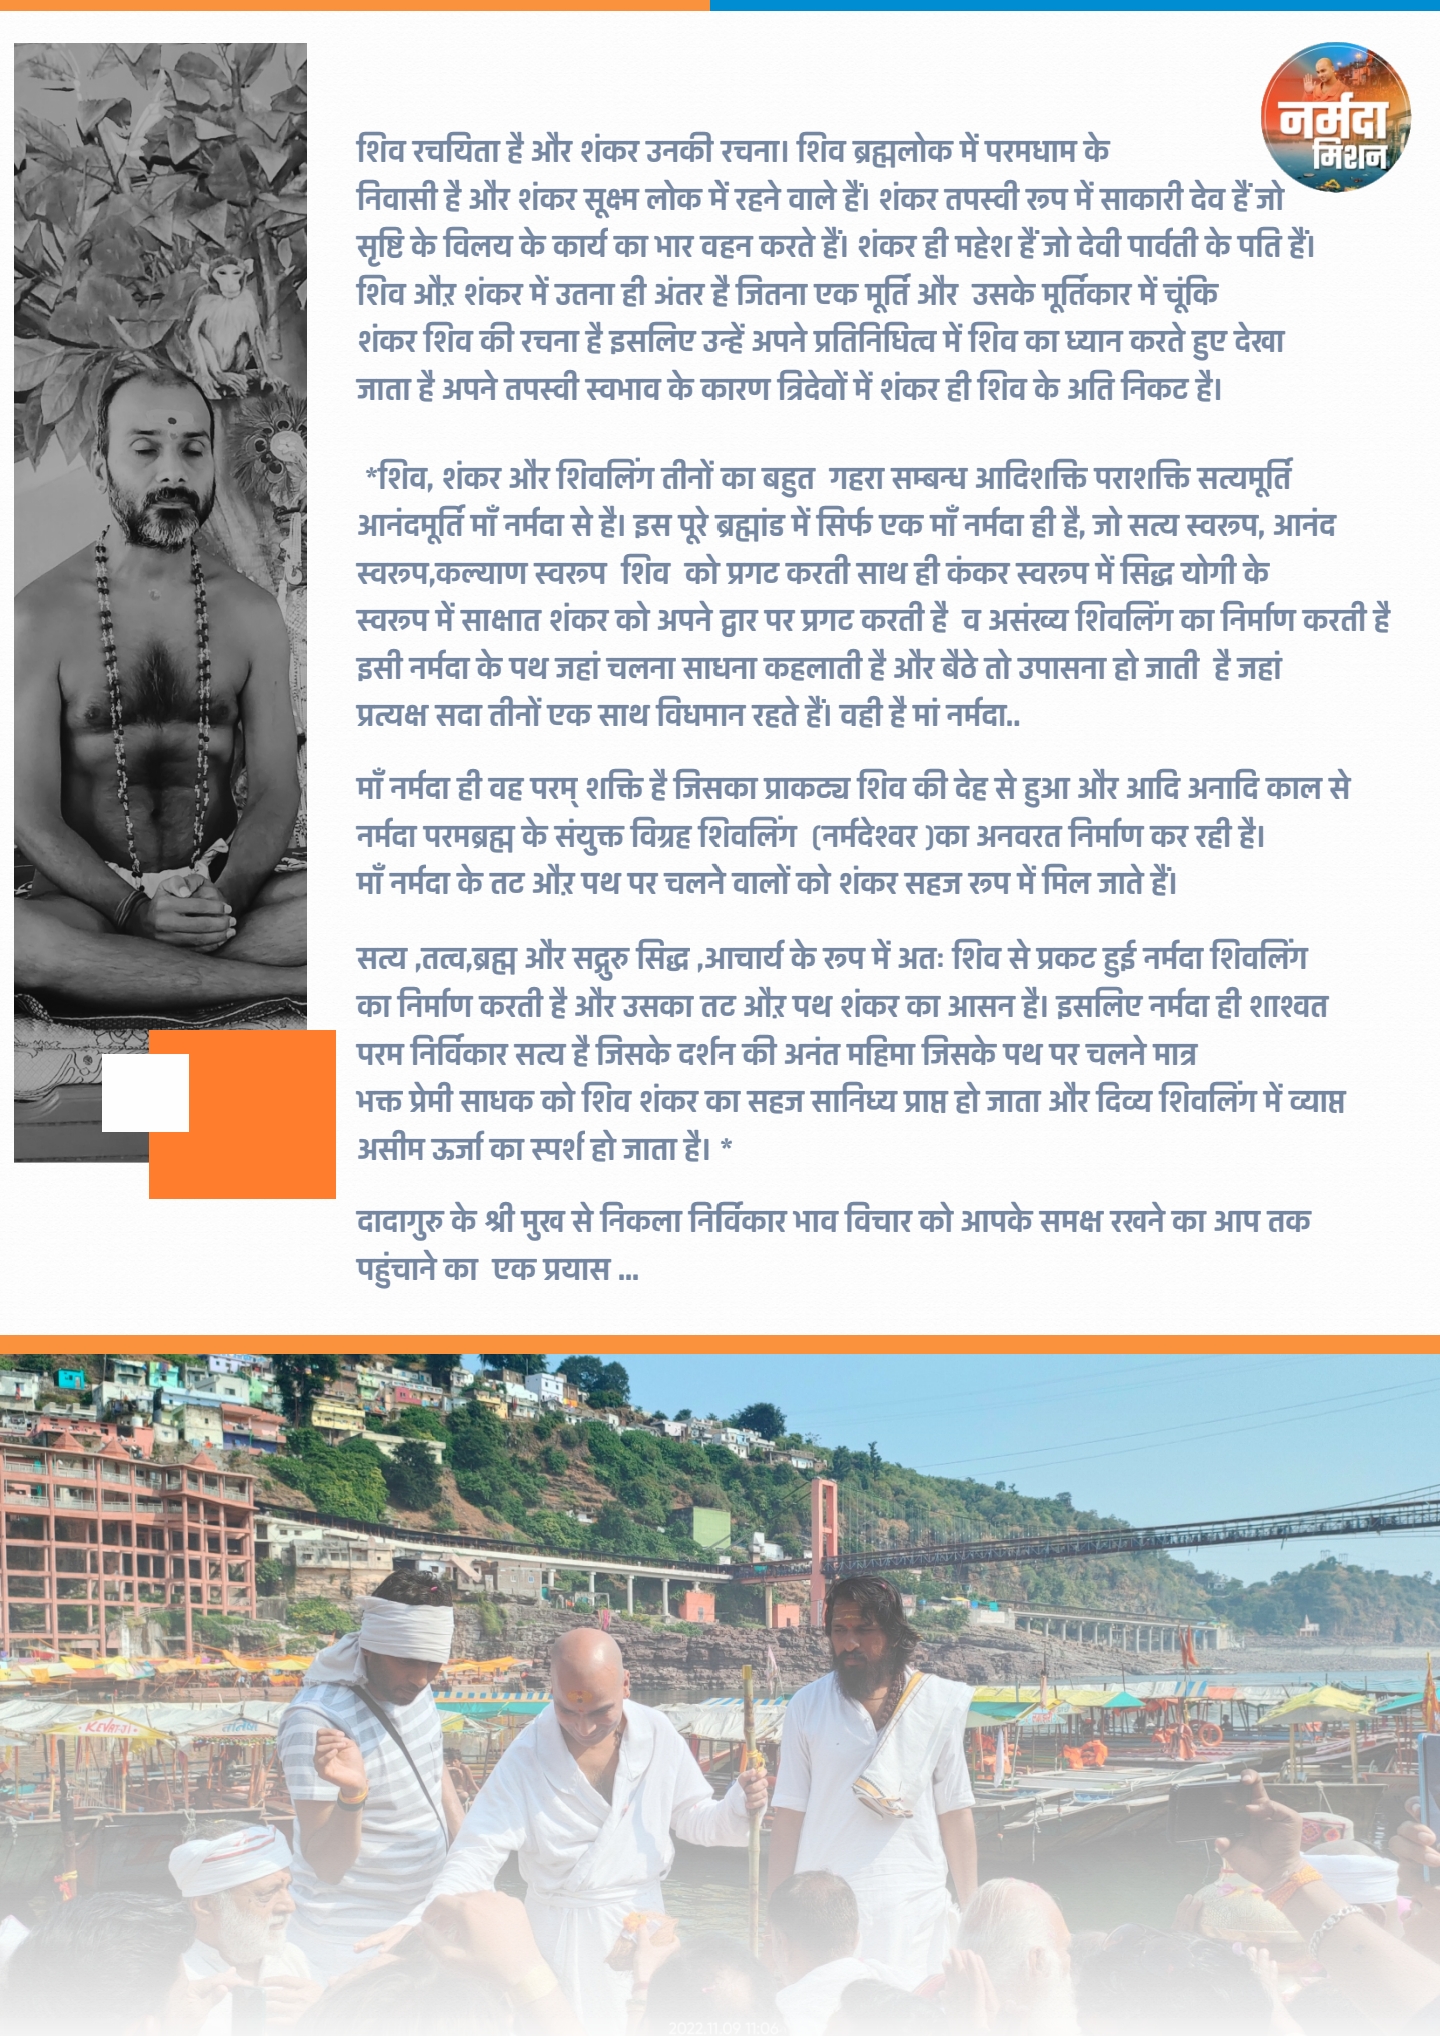 नर्मदा
मिशन
शिव रचयिता है और शंकर उनकी रचना। शिव ब्रह्मलोक में परमधाम के
निवासी है और शंकर सूक्ष्म लोक में रहने वाले हैं। शंकर तपस्वी रूप में साकारी देव हैं जो
सृष्टि के विलय के कार्य का भार वहन करते हैं। शंकर ही महेश हैं जो देवी पार्वती के पति हैं।
शिव औऱ शंकर में उतना ही अंतर है जितना एक मूर्ति और उसके मूर्तिकार में चूंकि
शंकर शिव की रचना है इसलिए उन्हें अपने प्रतिनिधित्व में शिव का ध्यान करते हुए देखा
जाता है अपने तपस्वी स्वभाव के कारण त्रिदेवों में शंकर ही शिव के अति निकट है।
*शिव, शंकर और शिवलिंग तीनों का बहुत गहरा सम्बन्ध आदिशक्ति पराशक्ति सत्यमूर्ति
आनंदमूर्ति माँ नर्मदा से है। इस पूरे ब्रह्मांड में सिर्फ एक माँ नर्मदा ही है, जो सत्य स्वरूप, आनंद
स्वरूप,कल्याण स्वरूप शिव को प्रगट करती साथ ही कंकर स्वरूप में सिद्ध योगी के
स्वरूप में साक्षात शंकर को अपने द्वार पर प्रगट करती है व असंख्य शिवलिंग का निर्माण करती है
इसी नर्मदा के पथ जहां चलना साधना कहलाती है और बैठे तो उपासना हो जाती है जहां
प्रत्यक्ष सदा तीनों एक साथ विधमान रहते हैं। वही है मां नर्मदा..
माँ नर्मदा ही वह परम् शक्ति है जिसका प्राकट्य शिव की देह से हुआ और आदि अनादि काल से
नर्मदा परमब्रह्म के संयुक्त विग्रह शिवलिंग (नर्मदेश्वर )का अनवरत निर्माण कर रही है।
माँ नर्मदा के तट औऱ पथ पर चलने वालों को शंकर सहज रूप में मिल जाते हैं।
सत्य ,तत्व,ब्रह्म और सद्गुरु सिद्ध ,आचार्य के रूप में अतः शिव से प्रकट हुई नर्मदा शिवलिंग
का निर्माण करती है और उसका तट औऱ पथ शंकर का आसन है। इसलिए नर्मदा ही शाश्वत
परम निर्विकार सत्य है जिसके दर्शन की अनंत महिमा जिसके पथ पर चलने मात्र
भक्त प्रेमी साधक को शिव शंकर का सहज सानिध्य प्राप्त हो जाता और दिव्य शिवलिंग में व्याप्त
असीम ऊर्जा का स्पर्श हो जाता है। *
दादागुरु के श्री मुख से निकला निर्विकार भाव विचार को आपके समक्ष रखने का आप तक
पहुंचाने का एक प्रयास ...
KEVATJI
2022.11.09 11:06